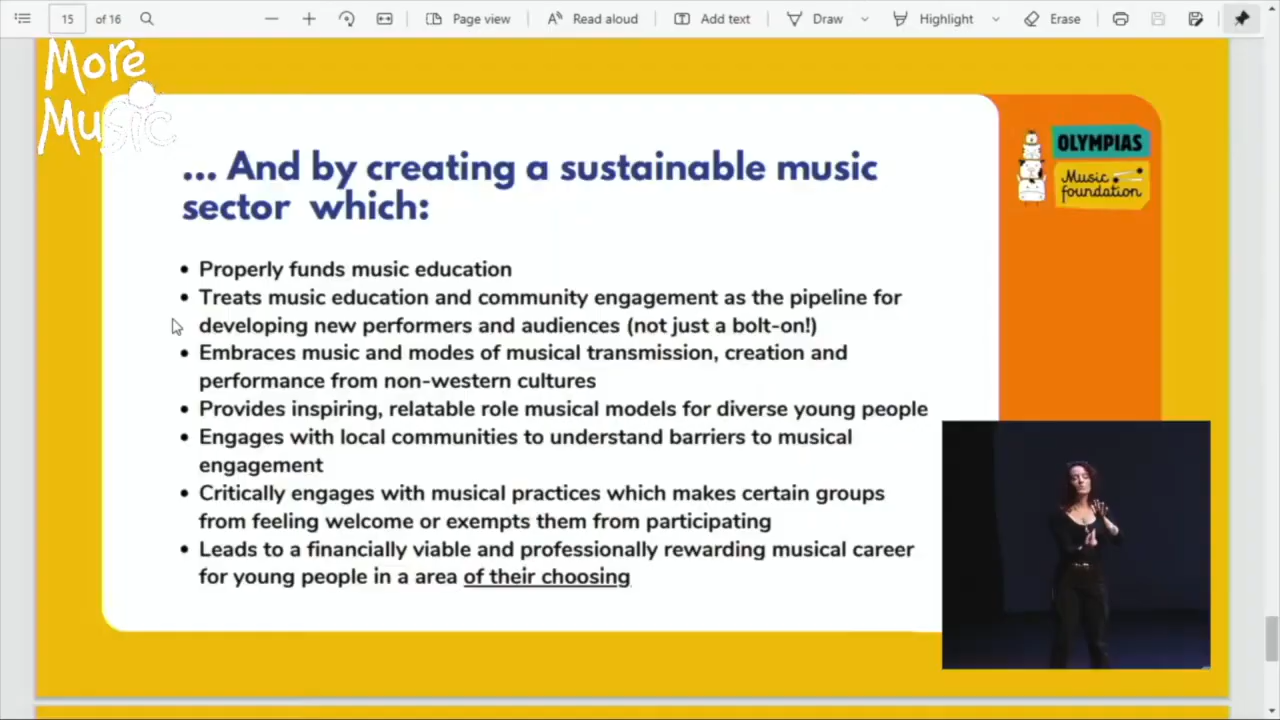 15 of 16 Page view Read aloud Add text Draw Highlight Erase
More
Music
OLYMPIAS
Music
foundation
... And by creating a sustainable music
sector which:
• Properly funds music education
• Treats music education and community engagement as the pipeline for
developing new performers and audiences (not just a bolt-on!)
• Embraces music and modes of musical transmission, creation and
performance from non-western cultures
• Provides inspiring, relatable role musical models for diverse young people
• Engages with local communities to understand barriers to musical
engagement
• Critically engages with musical practices which makes certain groups
from feeling welcome or exempts them from participating
• Leads to a financially viable and professionally rewarding musical career
for young people in a area of their choosing